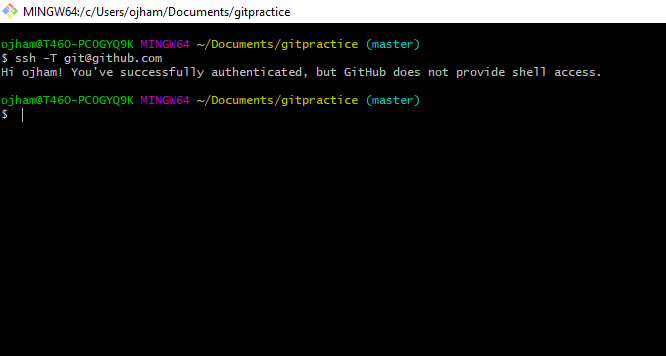 MINGW64:/c/Users/ojham/Documents/gitpractice
ojham@T460-PC0GYQ9K MINGW64 ~/Documents/gitpractice (master)
$ ssh -T git@github.com
Hi ojham! You've successfully authenticated, but GitHub does not provide shell access.
ojham@T460-PC0GYQ9K MINGW64 ~/Documents/gitpractice (master)
$